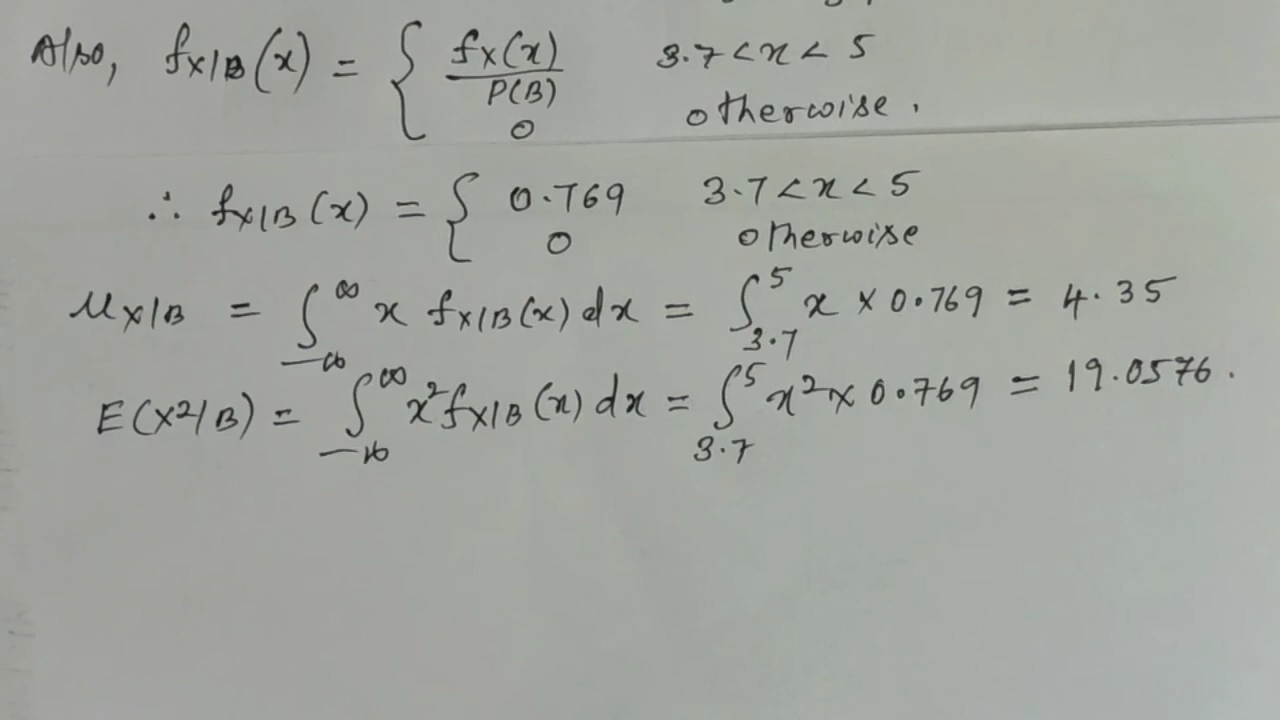 Also, fx|B(x) = { fx(x)/P(B) 3.7<x<5
0 otherwise.
∴ fx|B(x) = { 0.769 3.7<x<5
0 otherwise
μx|B = ∫_{-∞}^{∞} x fx|B(x)dx = ∫_{3.7}^{5} x × 0.769 = 4.35
E(X²|B) = ∫_{-∞}^{∞} x² fx|B(x) dx = ∫_{3.7}^{5} x² × 0.769 = 19.0576.